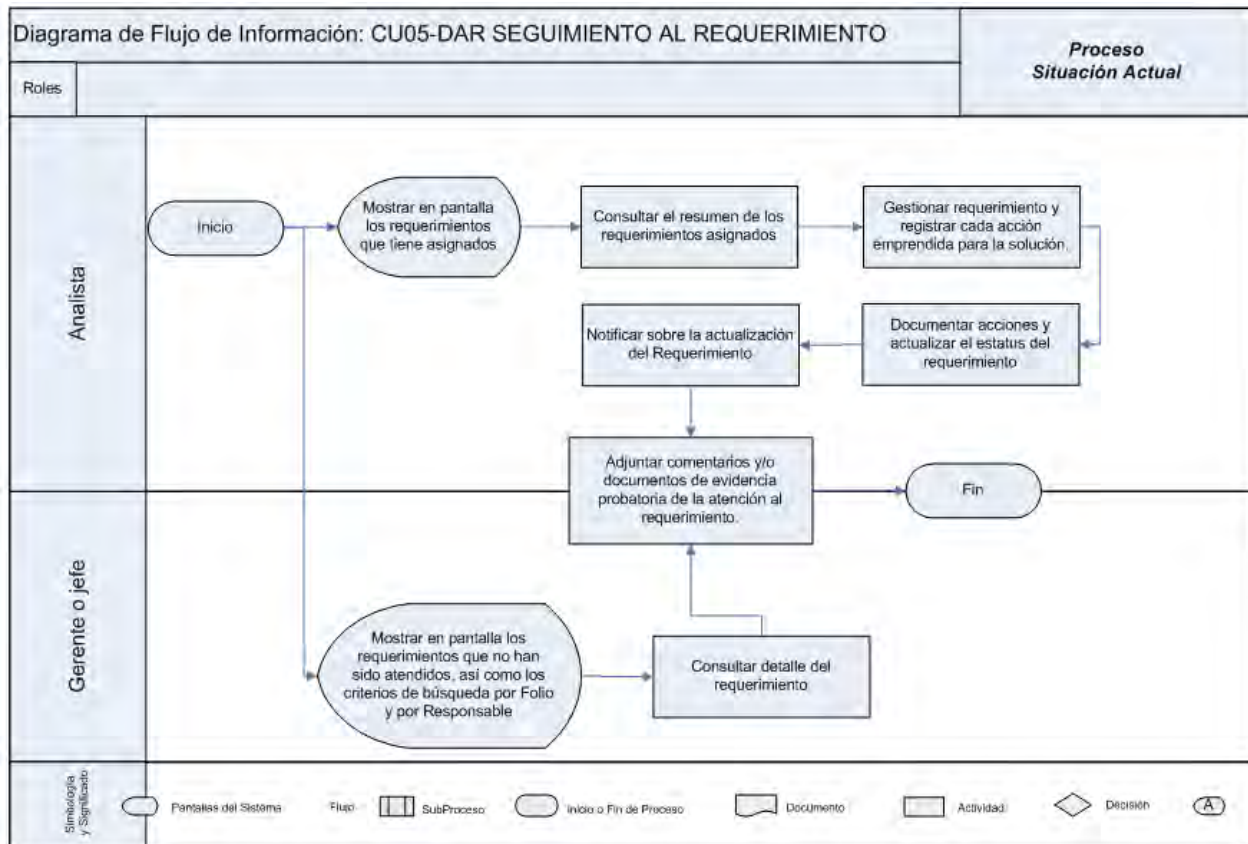 Diagrama de Flujo de Información: CU05-DAR SEGUIMIENTO AL REQUERIMIENTO
Proceso
Situación Actual
Roles
Analista
Inicio
Mostrar en pantalla
los requerimientos
que tiene asignados
Consultar el resumen de los
requerimientos asignados
Gestionar requerimiento y
registrar cada acción
emprendida para la solución.
Notificar sobre la actualización
del Requerimiento
Documentar acciones y
actualizar el estatus del
requerimiento
Adjuntar comentarios y/o
documentos de evidencia
probatoria de la atención al
requerimiento.
Fin
Gerente o jefe
Mostrar en pantalla los
requerimientos que no han
sido atendidos, así como los
criterios de búsqueda por Folio
y por Responsable
Consultar detalle del
requerimiento
Simbología
y Significado
Pantallas del Sistema
Flujo
SubProceso
Inicio o Fin de Proceso
Documento
Actividad
Decisión
A